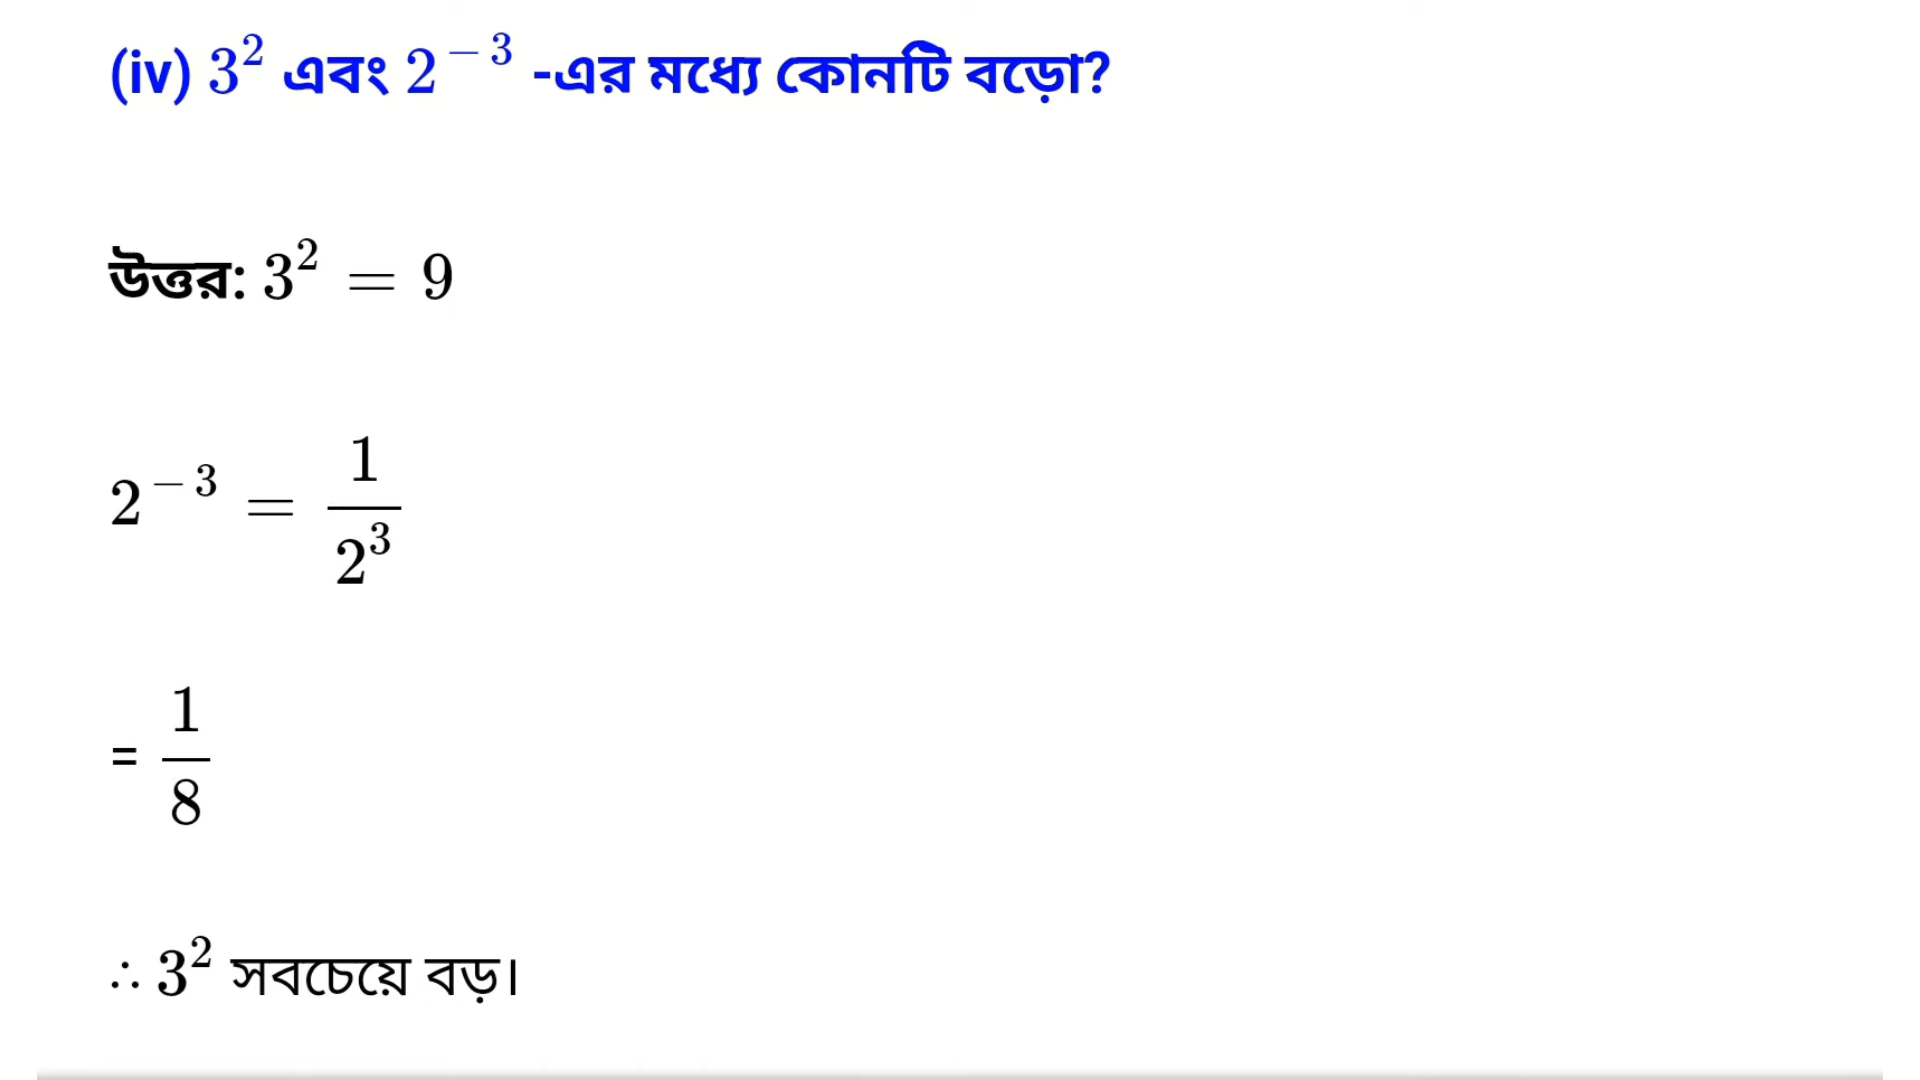 (iv) 3² এবং 2⁻³ -এর মধ্যে কোনটি বড়ো?
উত্তর: 3² = 9
2⁻³ = 1/2³
= 1/8
∴ 3² সবচেয়ে বড়।